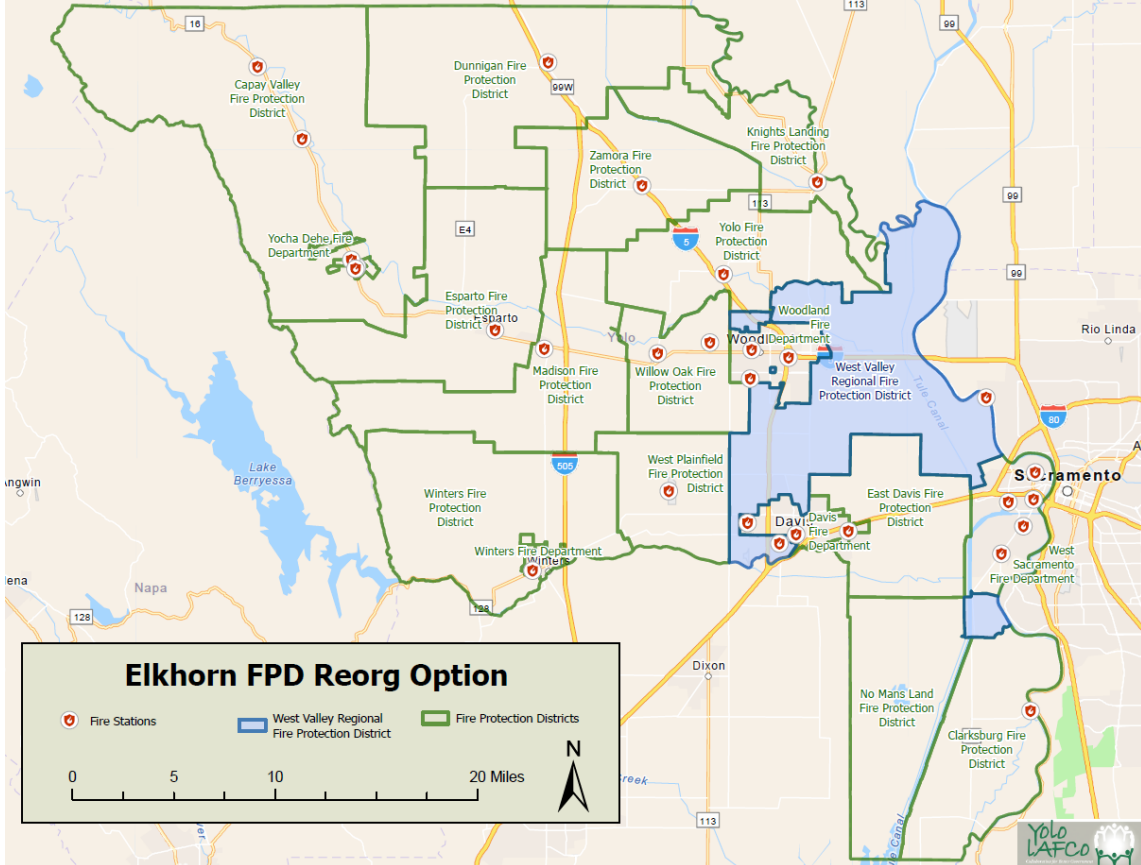 16
113
Capay Valley
Fire Protection
District
Dunnigan Fire
Protection
District
99W
Knights Landing
Fire Protection
District
Zamora Fire
Protection
District
113
99
E4
Yocha Dehe Fire
Department
5
Yolo Fire
Protection
District
99
Esparto Fire
Protection
District
Esparto
Yolo
Woodland
Fire
Department
Rio Linda
Madison Fire
Protection
District
Willow Oak Fire
Protection
District
West Valley
Regional Fire
Protection District
Tule Canal
80
505
Lake
Berryessa
West Plainfield
Fire Protection
District
Sacramento
Angwin
Winters Fire
Protection
District
East Davis Fire
Protection
District
Davis
Davis
Fire
Department
Winters Fire Department
Winters
West
Sacramento
Fire Department
Napa
128
128
Elkhorn FPD Reorg Option
Fire Stations
West Valley Regional
Fire Protection District
Fire Protection Districts
N
0 5 10 20 Miles
Dixon
No Mans Land
Fire Protection
District
Clarksburg Fire
Protection
District
Creek
113
YOLO
LAFCO